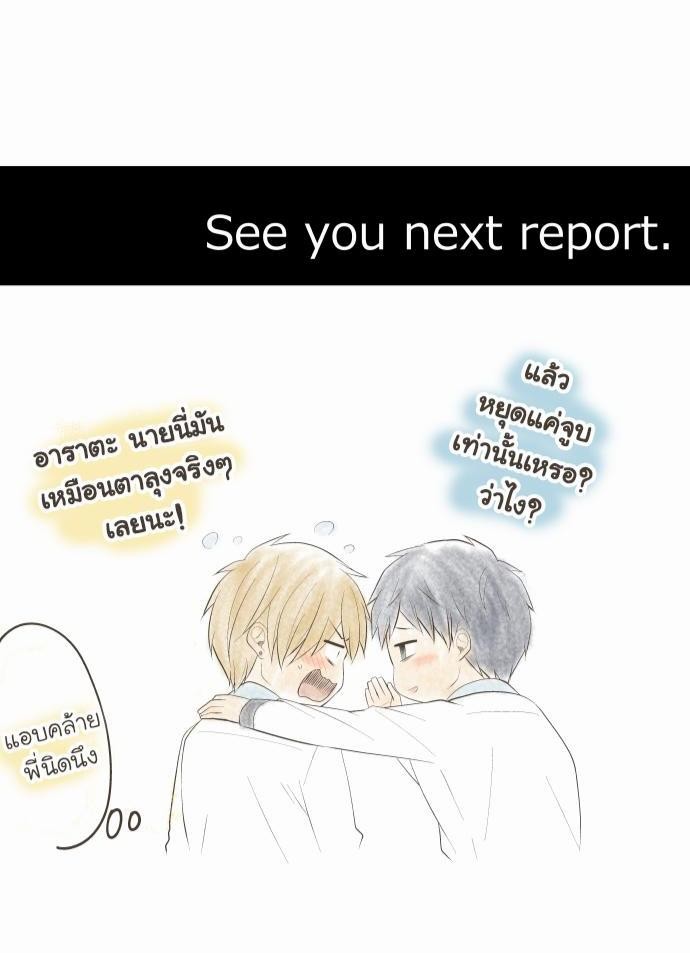 See you next report.
แล้ว
หยุดแค่จูบ
เท่านั้นเหรอ?
ว่าไง?
อาราตะ นายนี่มัน
เหมือนตาลุงจริงๆ
เลยนะ!
แอบคล้าย
พี่นิดนึง